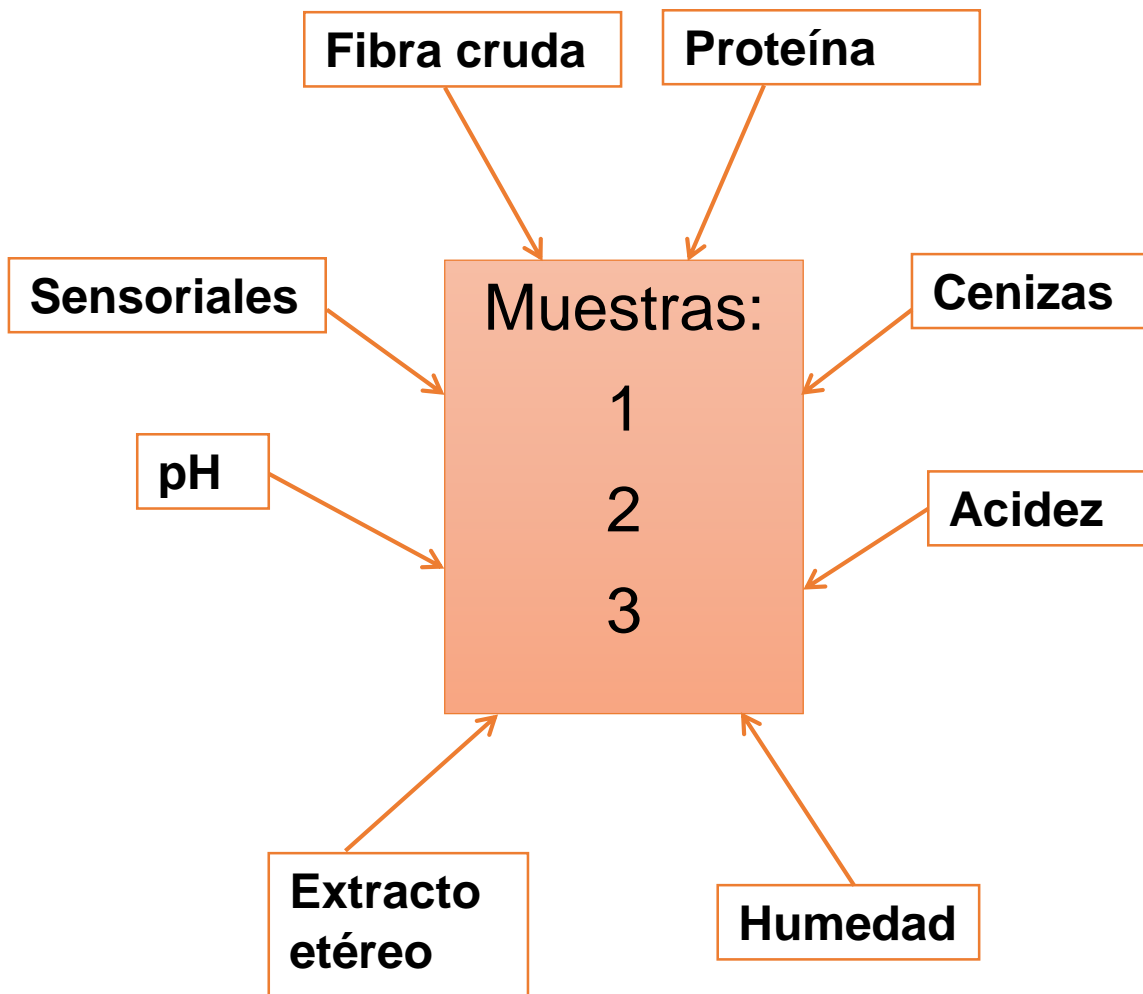 Fibra cruda
Proteína
Sensoriales
Muestras:
Cenizas
1
pH
2
Acidez
3
Extracto
etéreo
Humedad